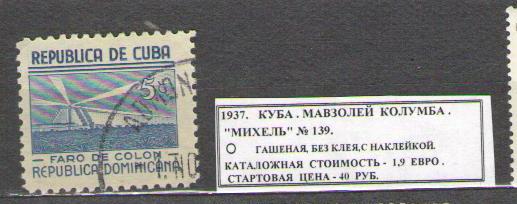 REPUBLICA DE CUBA
5
FARO DE COLON
REPUBLICA DOMINICANA
1937. КУБА . МАВЗОЛЕЙ КОЛУМБА .
"МИХЕЛЬ" № 139.
ГАШЕНАЯ, БЕЗ КЛЕЯ,С НАКЛЕЙКОЙ.
КАТАЛОЖНАЯ СТОИМОСТЬ - 1,9 ЕВРО .
СТАРТОВАЯ ЦЕНА - 40 РУБ.